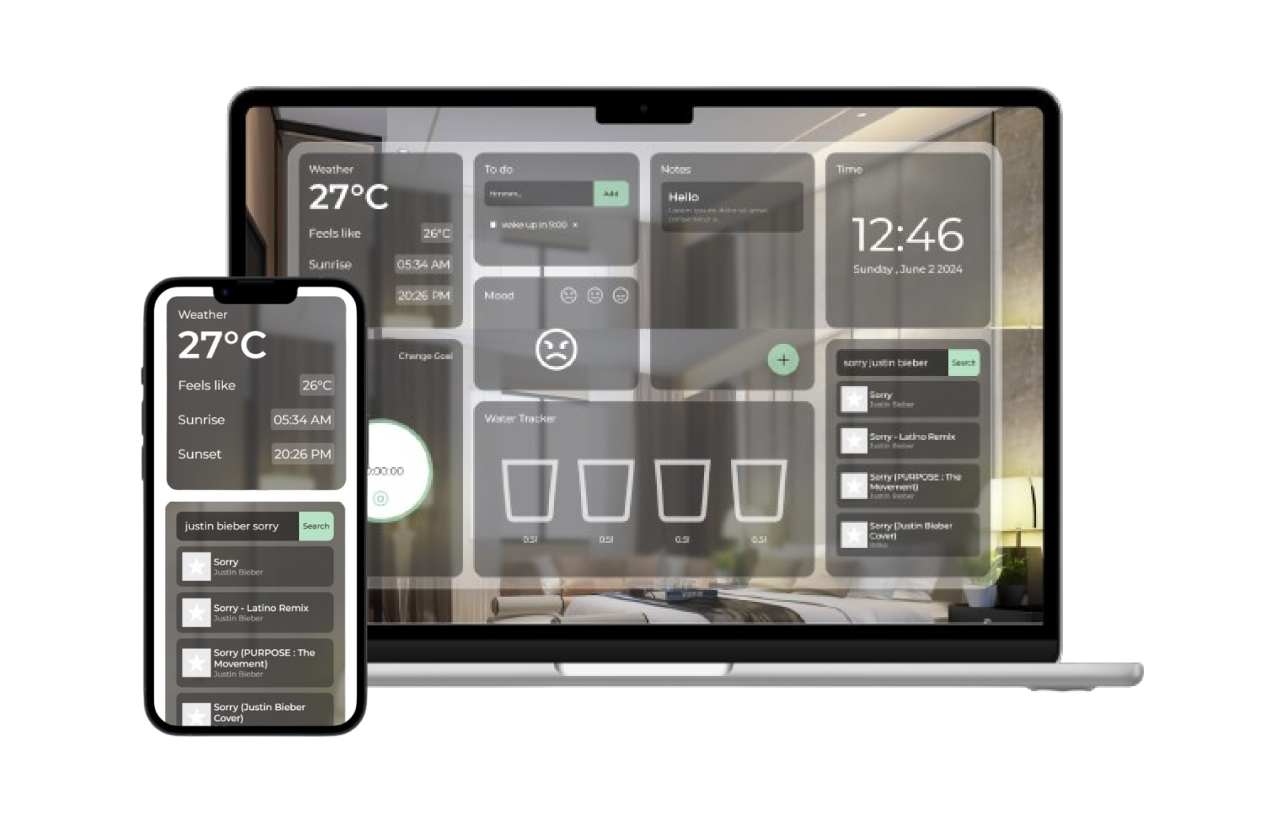 Weather
27°C
Feels like
26°C
Sunrise
05:34 AM
20:26 PM
Change Goal
0:00:00
To do
Add
wake up in 9:00 ×
Mood
Notes
Hello
Time
12:46
Sunday , June 2 2024
Water Tracker
0.5l
0.5l
0.5l
0.5l
sorry justin bieber
Search
Sorry
Justin Bieber
Sorry - Latino Remix
Justin Bieber
Sorry (PURPOSE : The
Movement)
Justin Bieber
Sorry (Justin Bieber
Cover)
Weather
27°C
Feels like
26°C
Sunrise
05:34 AM
Sunset
20:26 PM
justin bieber sorry
Search
Sorry
Justin Bieber
Sorry - Latino Remix
Justin Bieber
Sorry (PURPOSE : The
Movement)
Justin Bieber
Sorry (Justin Bieber
Cover)